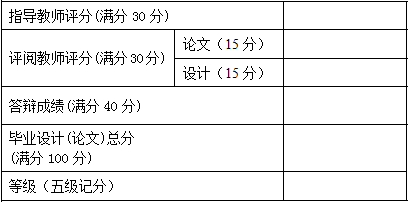 指导教师评分(满分 30 分)
评阅教师评分(满分30分)
论文（15 分）
设计（15 分）
答辩成绩(满分 40 分)
毕业设计(论文)总分
(满分 100 分)
等级（五级记分）